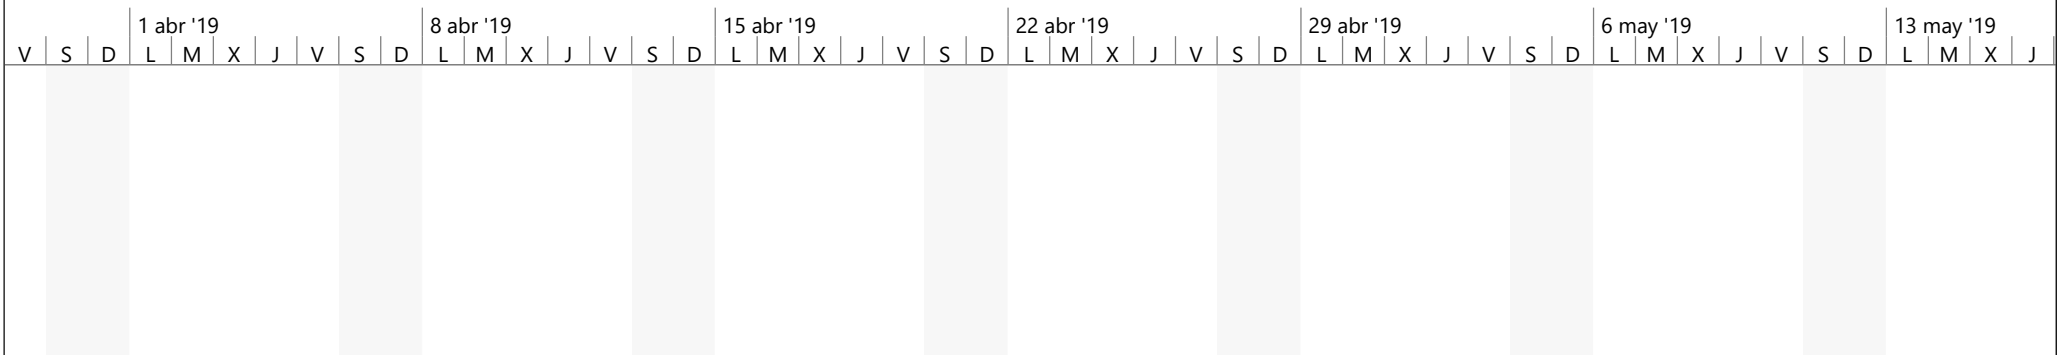 1 abr '19 8 abr '19 15 abr '19 22 abr '19 29 abr '19 6 may '19 13 may '19
V S D L M X J V S D L M X J V S D L M X J V S D L M X J V S D L M X J V S D L M X J V S D L M X J